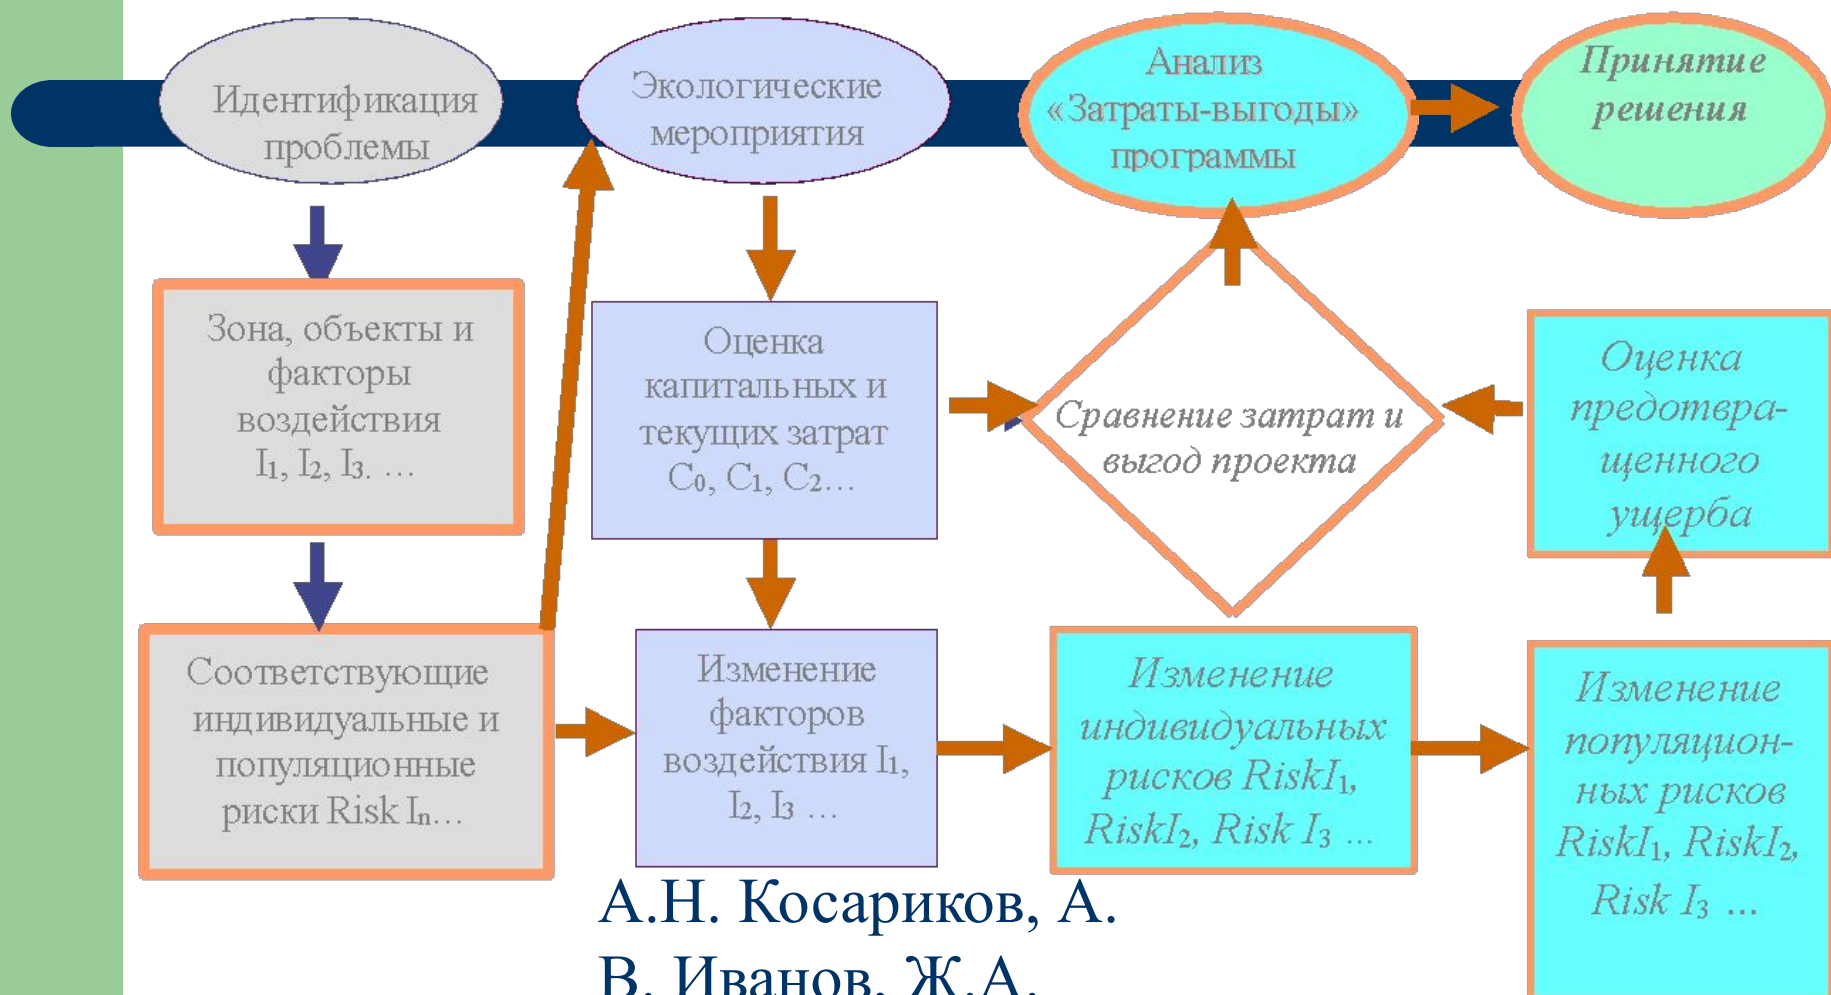 Идентификация
проблемы
Экологические
мероприятия
Анализ
«Затраты-выгоды»
программы
Принятие
решения
Зона, объекты и
факторы
воздействия
I₁, I₂, I₃. …
Оценка
капитальных и
текущих затрат
C₀, C₁, C₂…
Сравнение затрат и
выгод проекта
Оценка
предотвра-
щенного
ущерба
Соответствующие
индивидуальные и
популяционные
риски Risk Iₙ…
Изменение
факторов
воздействия I₁,
I₂, I₃ …
Изменение
индивидуальных
рисков RiskI₁,
RiskI₂, Risk I₃ …
Изменение
популяцион-
ных рисков
RiskI₁, RiskI₂,
Risk I₃ …
А.Н. Косариков, А.
В. Иванов, Ж.А.